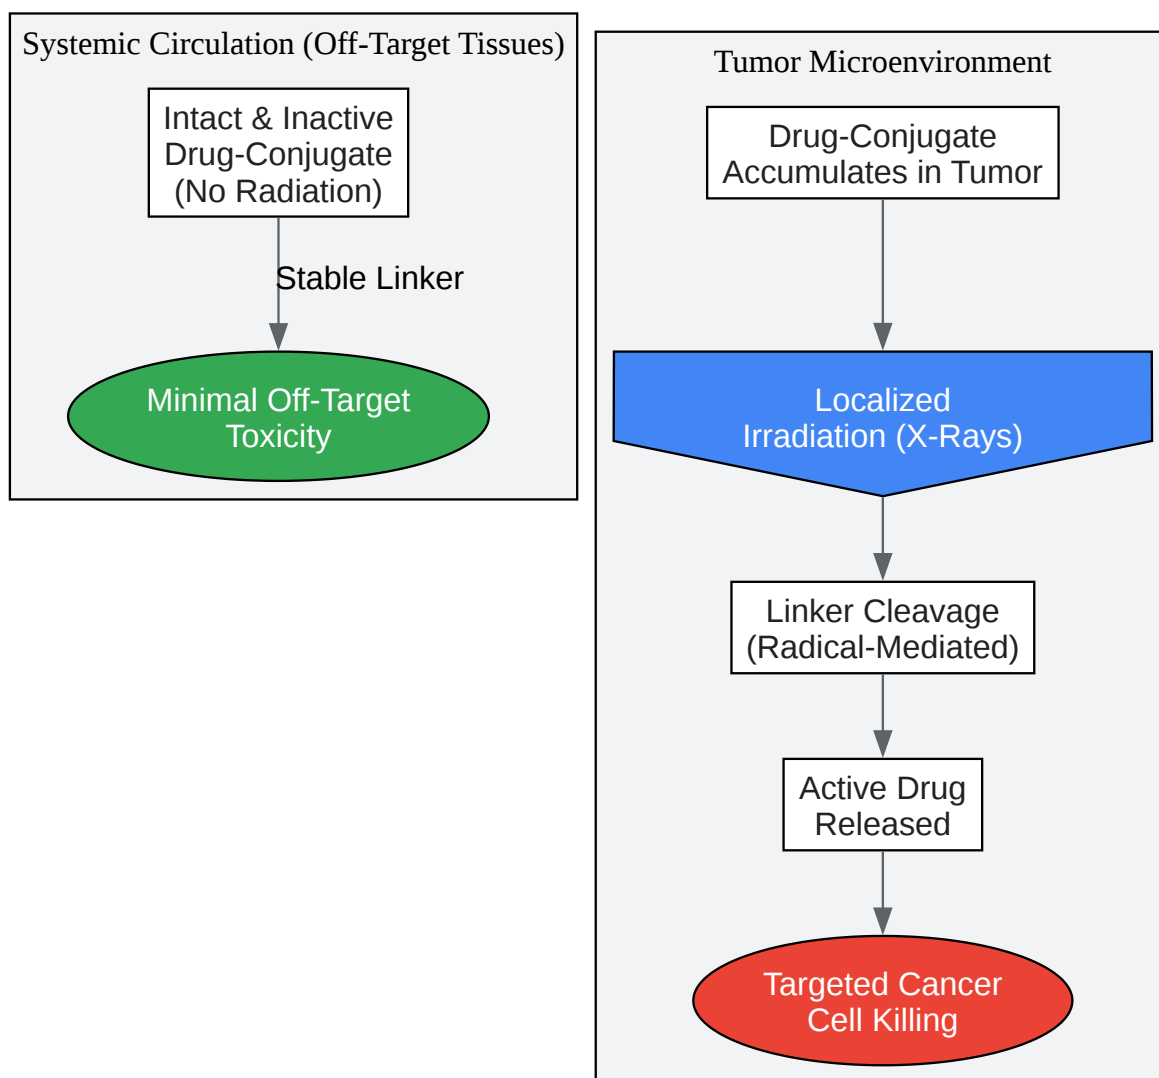 Systemic Circulation (Off-Target Tissues)
Intact & Inactive
Drug-Conjugate
(No Radiation)
Stable Linker
Minimal Off-Target
Toxicity
Tumor Microenvironment
Drug-Conjugate
Accumulates in Tumor
Localized
Irradiation (X-Rays)
Linker Cleavage
(Radical-Mediated)
Active Drug
Released
Targeted Cancer
Cell Killing